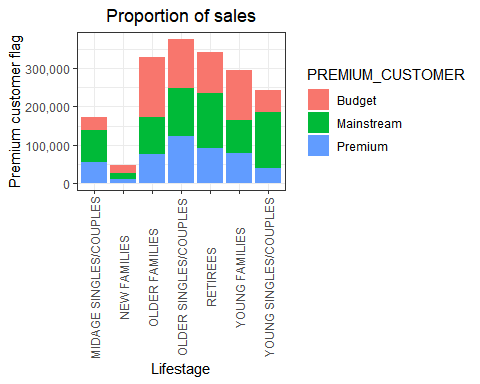 Proportion of sales
Premium customer flag
300,000
200,000
100,000
0
MIDAGE SINGLES/COUPLES
NEW FAMILIES
OLDER FAMILIES
OLDER SINGLES/COUPLES
RETIREES
YOUNG FAMILIES
YOUNG SINGLES/COUPLES
Lifestage
PREMIUM_CUSTOMER
Budget
Mainstream
Premium